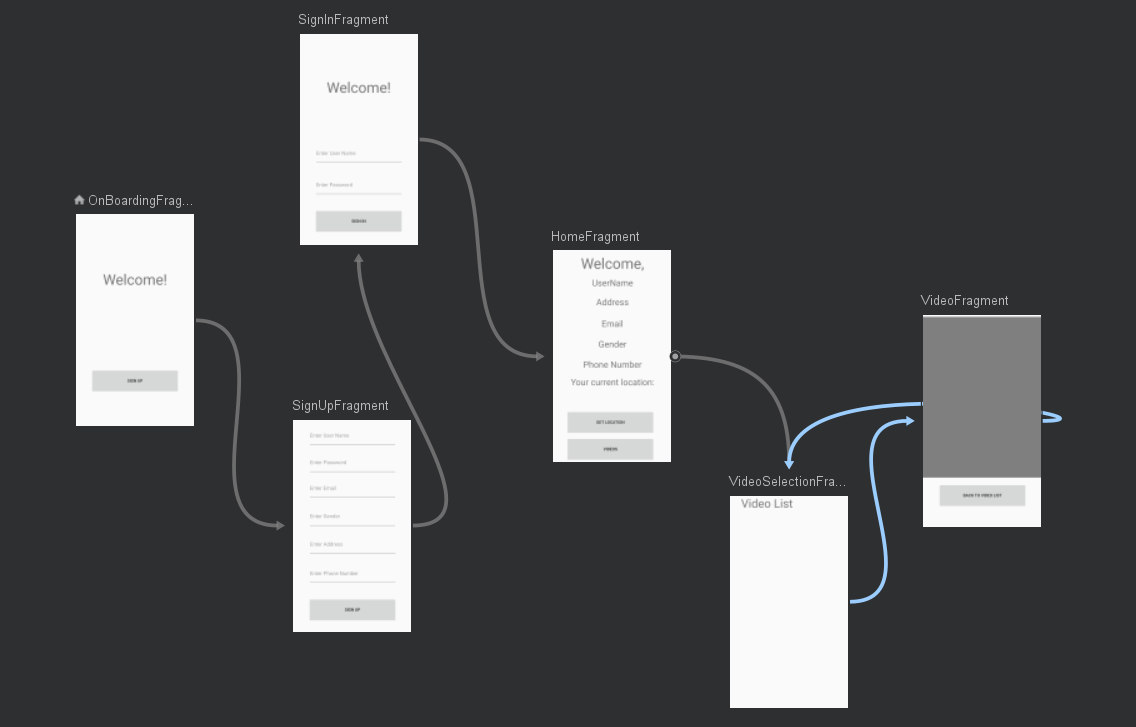 SignInFragment
Welcome!
Enter User Name
Enter Password
SIGN IN
OnBoardingFrag...
Welcome!
SIGN UP
HomeFragment
Welcome,
UserName
Address
Email
Gender
Phone Number
Your current location:
GET LOCATION
VIDEOS
VideoFragment
BACK TO VIDEO LIST
SignUpFragment
Enter User Name
Enter Password
Enter Email
Enter Gender
Enter Address
Enter Phone Number
SIGN UP
VideoSelectionFra...
Video List